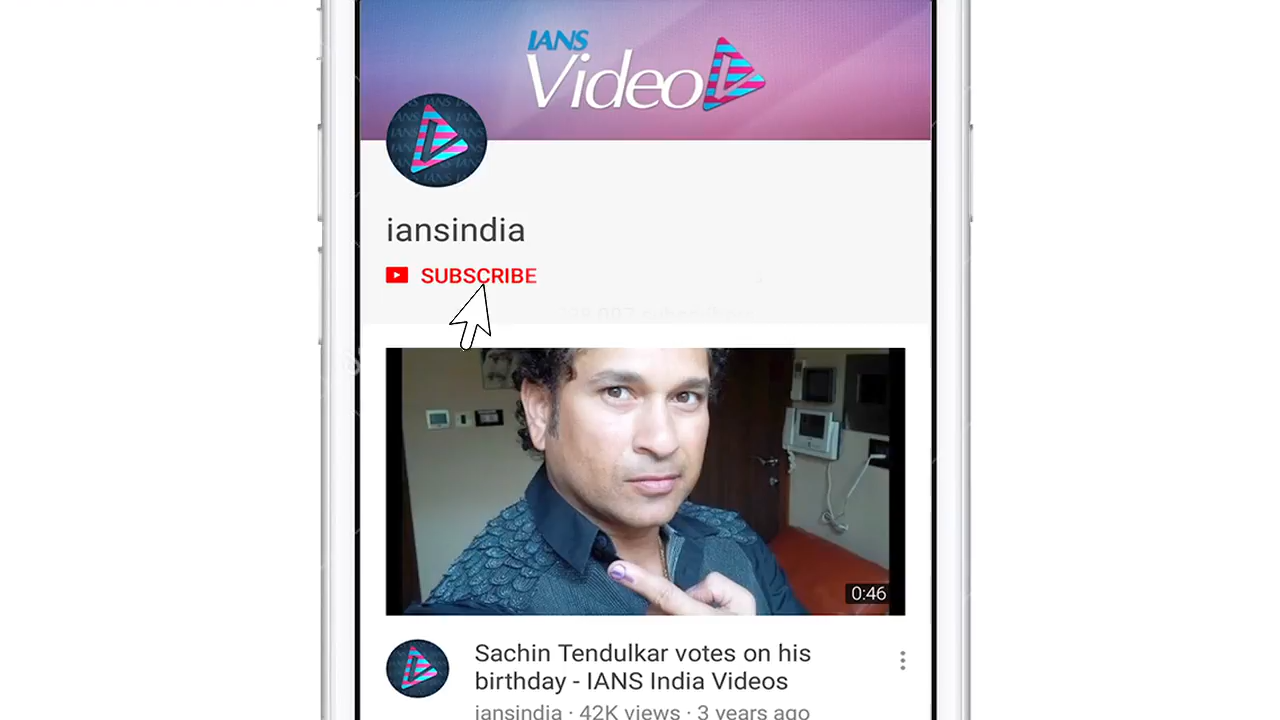 IANS
Video
iansindia
SUBSCRIBE
0:46
Sachin Tendulkar votes on his
birthday - IANS India Videos
iansindia · 42K views · 3 years ago